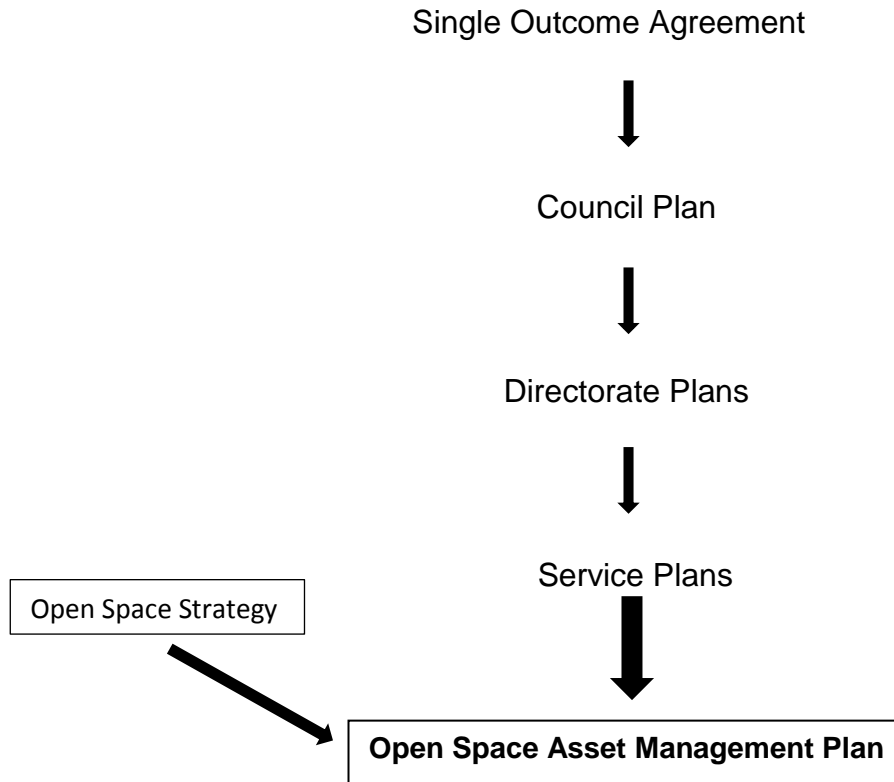 Single Outcome Agreement
Council Plan
Directorate Plans
Service Plans
Open Space Strategy
Open Space Asset Management Plan